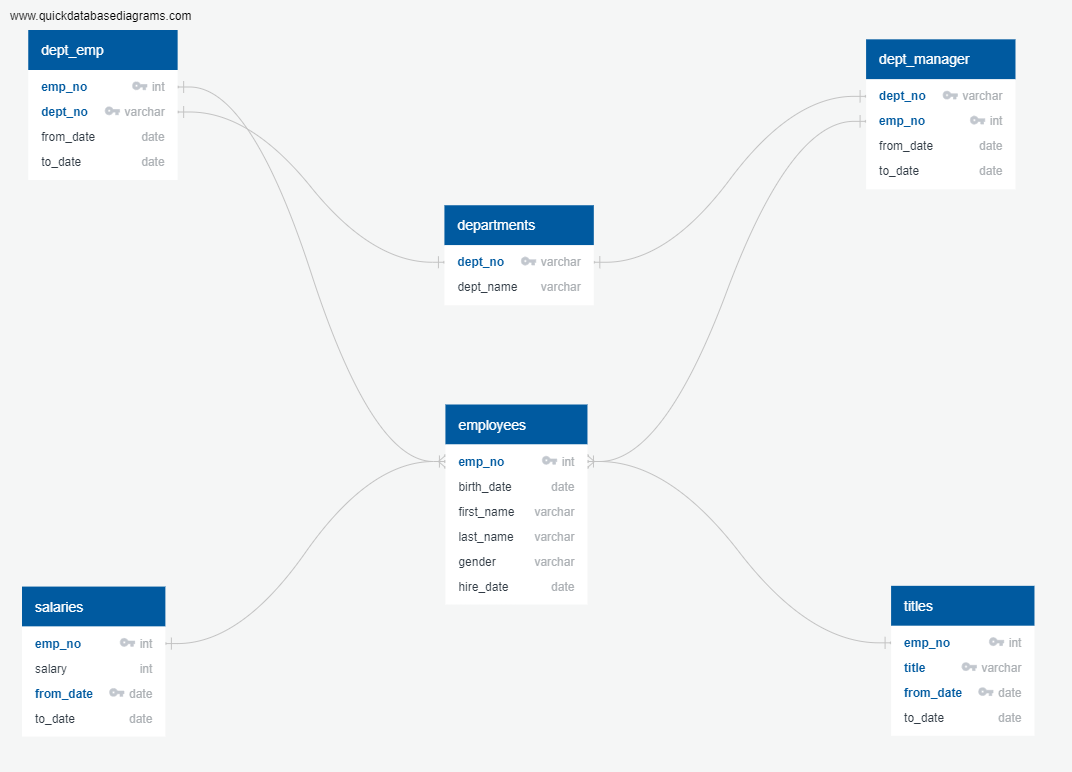 www.quickdatabasediagrams.com
dept_emp
emp_no int
dept_no varchar
from_date date
to_date date
dept_manager
dept_no varchar
emp_no int
from_date date
to_date date
departments
dept_no varchar
dept_name varchar
employees
emp_no int
birth_date date
first_name varchar
last_name varchar
gender varchar
hire_date date
salaries
emp_no int
salary int
from_date date
to_date date
titles
emp_no int
title varchar
from_date date
to_date date